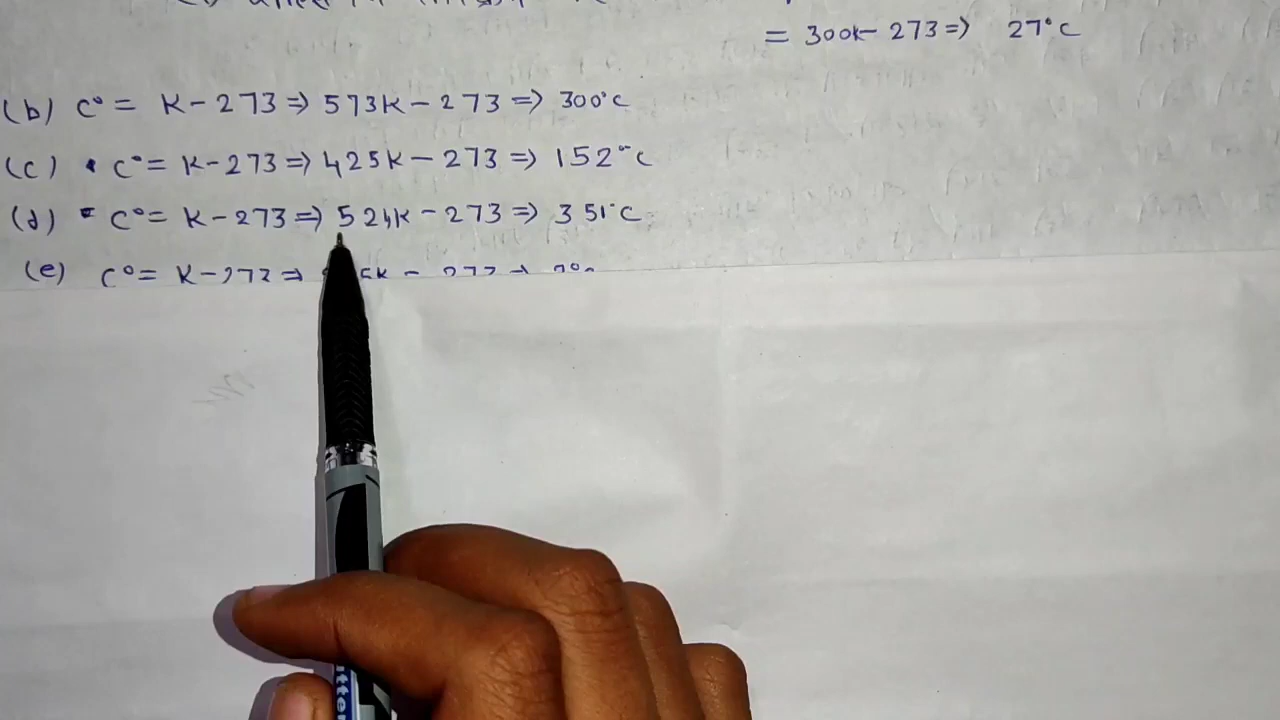 = 300K- 273 => 27°C
(b) C° = K - 273 => 573K - 273 => 300°C
(c) C° = K - 273 => 425K - 273 => 152°C
(d) C° = K - 273 => 524K - 273 => 351°C
(e) C° = K - 273 =>